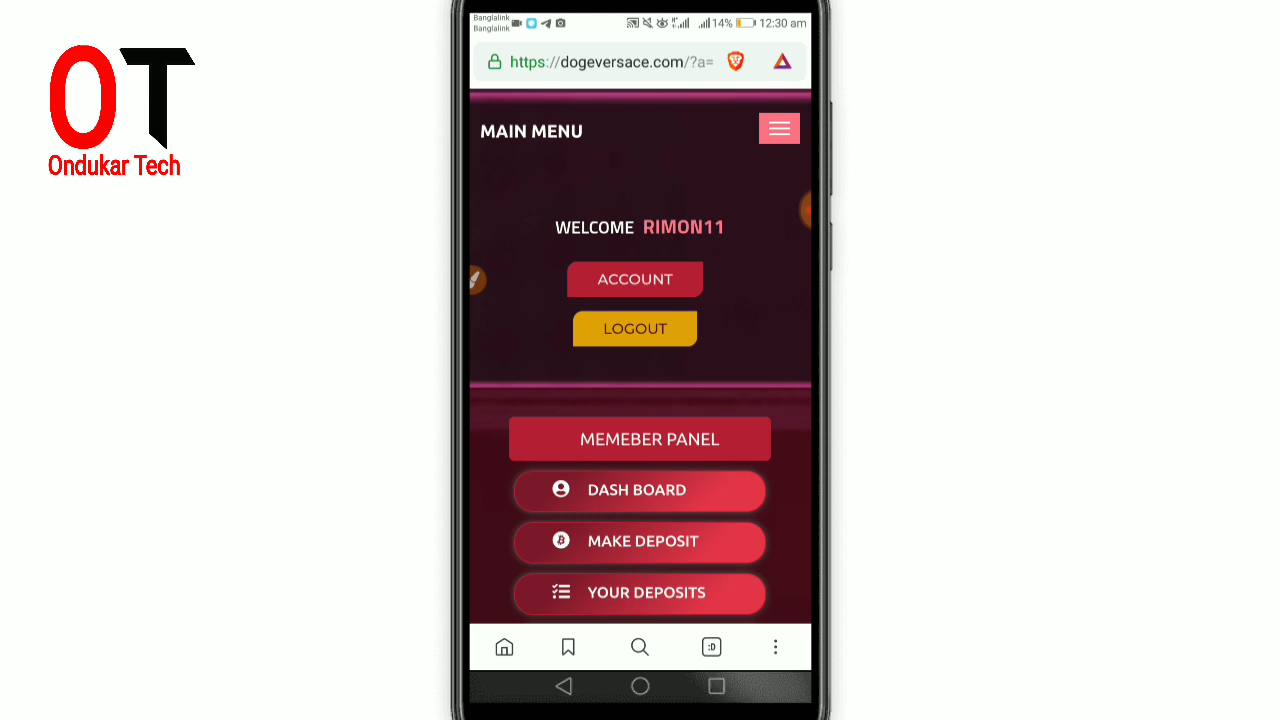 OT
Ondukar Tech
Banglalink
Banglalink
14%
12:30 am
https://dogeversace.com/?a=
MAIN MENU
WELCOME RIMON11
ACCOUNT
LOGOUT
MEMEBER PANEL
DASH BOARD
MAKE DEPOSIT
YOUR DEPOSITS
:D